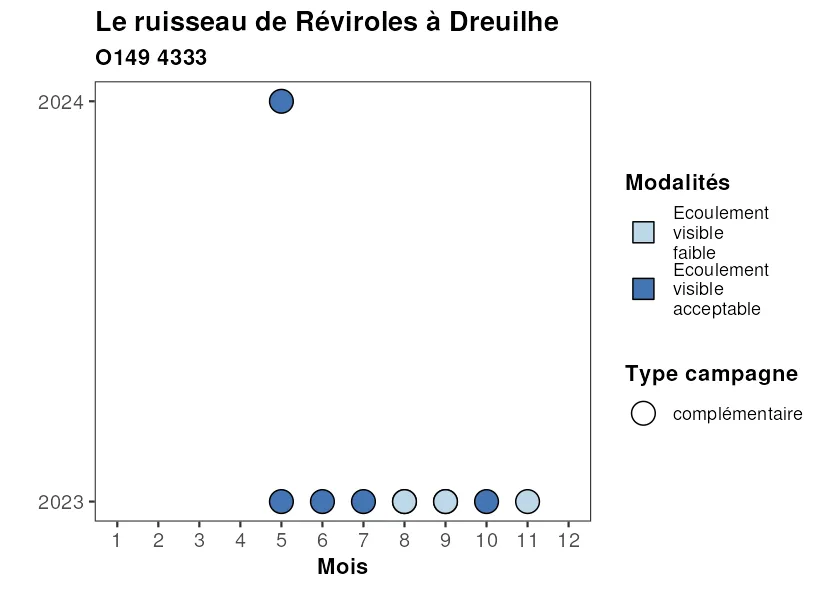 Le ruisseau de Réviroles à Dreuilhe
O149 4333
2024
2023
1 2 3 4 5 6 7 8 9 10 11 12
Mois
Modalités
Ecoulement
visible
faible
Ecoulement
visible
acceptable
Type campagne
complémentaire